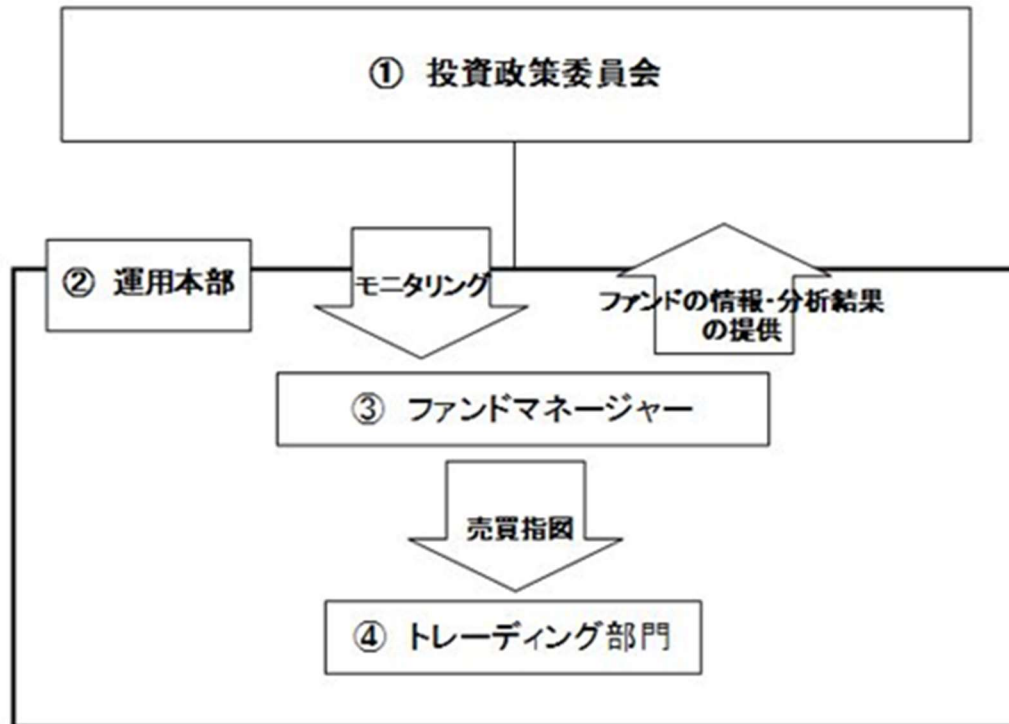 ① 投資政策委員会
② 運用本部
モニタリング
ファンドの情報･分析結果
の提供
③ ファンドマネージャー
売買指図
④ トレーディング部門